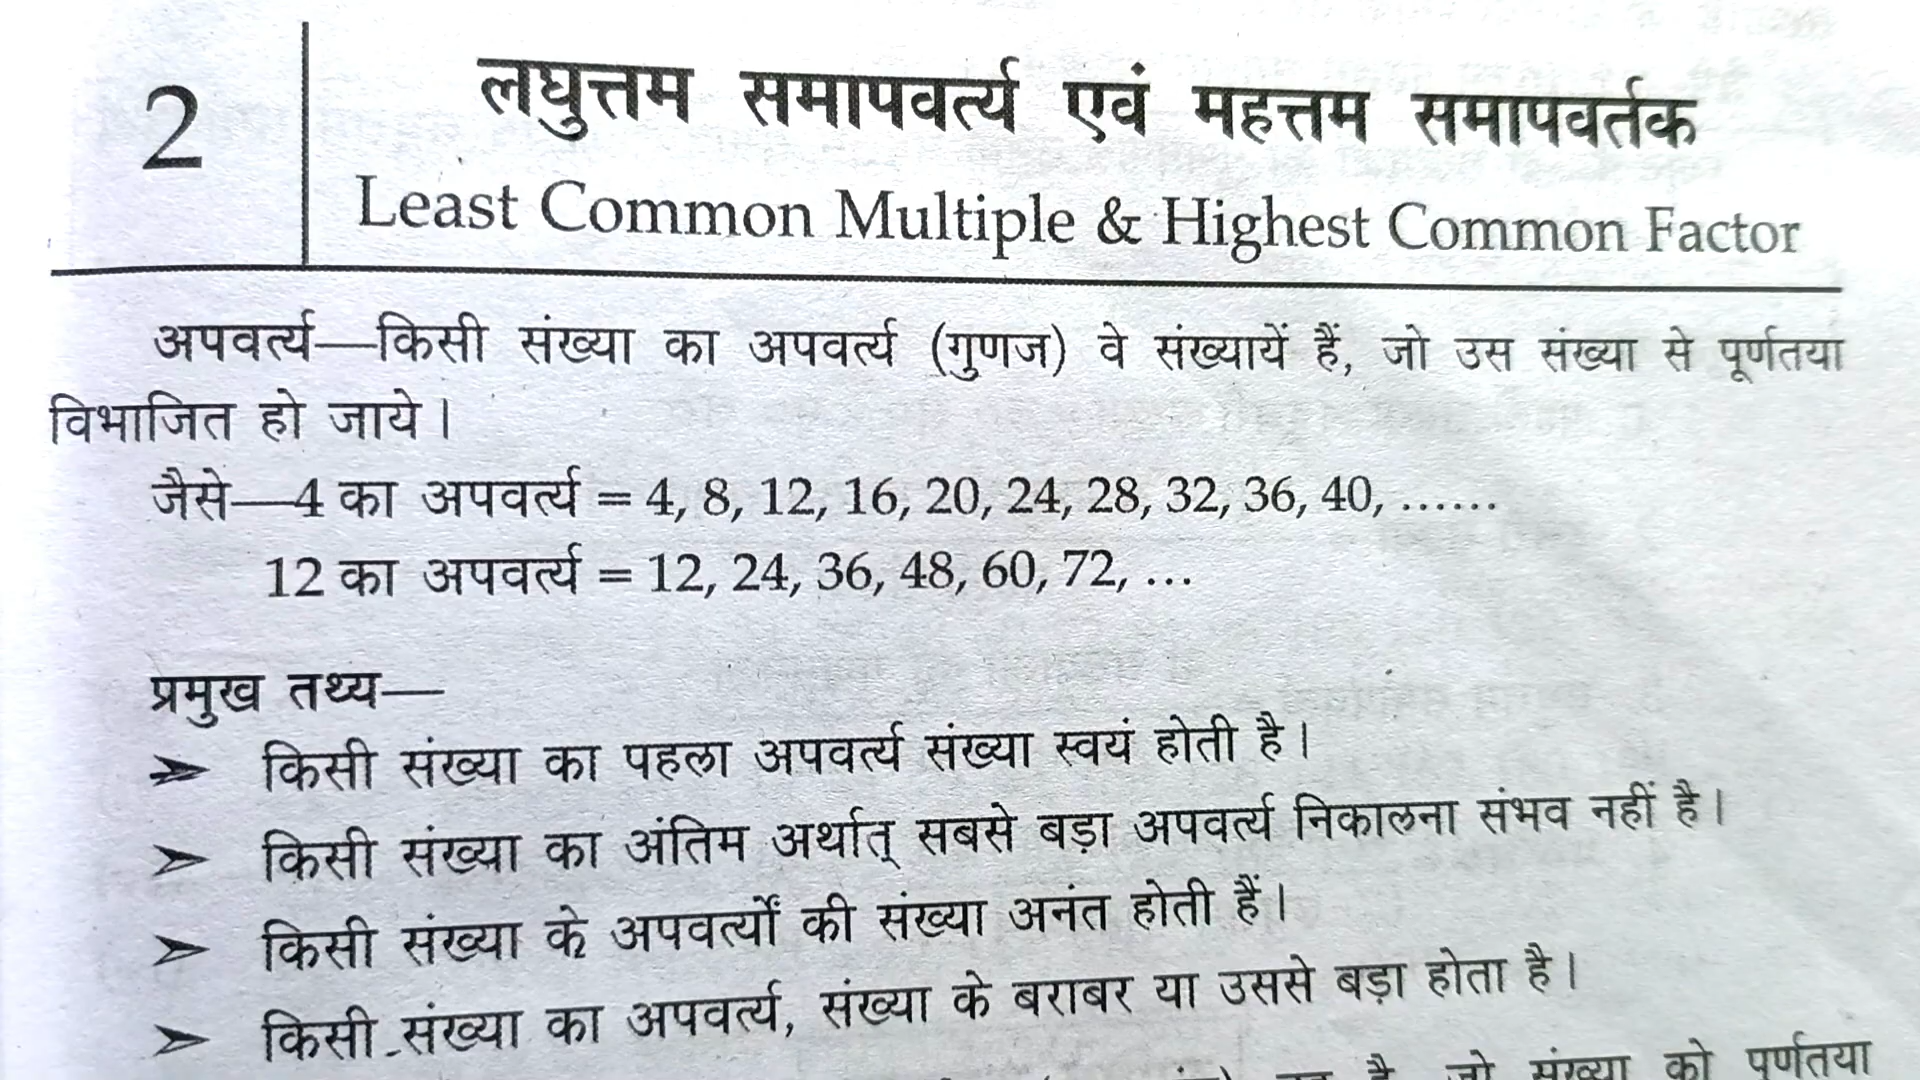 2
लघुत्तम समापवर्त्य एवं महत्तम समापवर्तक
Least Common Multiple & Highest Common Factor
अपवर्त्य—किसी संख्या का अपवर्त्य (गुणज) वे संख्यायें हैं, जो उस संख्या से पूर्णतया
विभाजित हो जाये।
जैसे—4 का अपवर्त्य = 4, 8, 12, 16, 20, 24, 28, 32, 36, 40, ......
12 का अपवर्त्य = 12, 24, 36, 48, 60, 72, ...
प्रमुख तथ्य—
➢ किसी संख्या का पहला अपवर्त्य संख्या स्वयं होती है।
➢ किसी संख्या का अंतिम अर्थात् सबसे बड़ा अपवर्त्य निकालना संभव नहीं है।
➢ किसी संख्या के अपवर्त्यों की संख्या अनंत होती हैं।
➢ किसी संख्या का अपवर्त्य, संख्या के बराबर या उससे बड़ा होता है।
है, जो संख्या को पूर्णतया